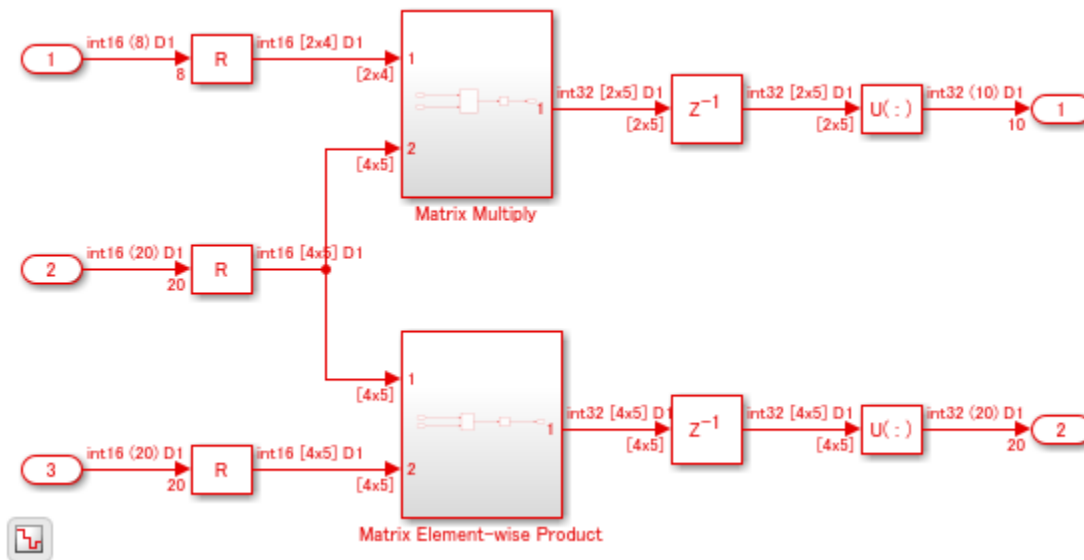 int16 (8) D1
int16 [2x4] D1
1
R
8
1
[2x4]
int32 [2x5] D1
int32 [2x5] D1
int32 (10) D1
1
Z⁻¹
U( : )
1
[2x5]
[2x5]
10
2
[4x5]
Matrix Multiply
int16 (20) D1
int16 [4x5] D1
2
R
20
1
[4x5]
int32 [4x5] D1
int32 [4x5] D1
int32 (20) D1
1
Z⁻¹
U( : )
2
[4x5]
[4x5]
20
int16 (20) D1
int16 [4x5] D1
3
R
2
20
[4x5]
Matrix Element-wise Product